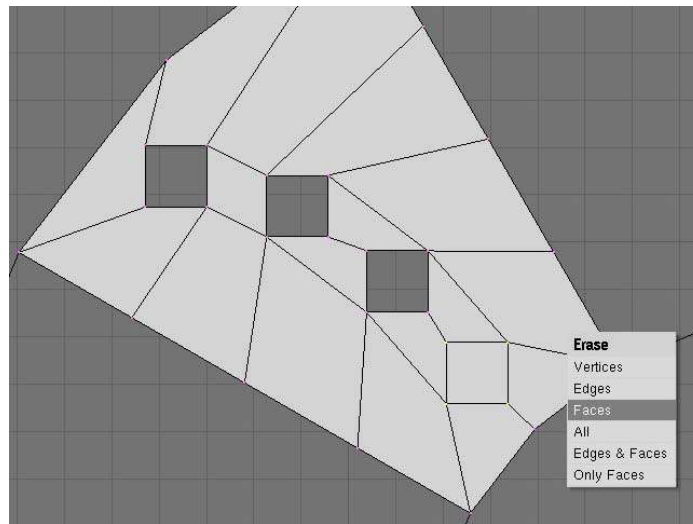 Erase
Vertices
Edges
Faces
All
Edges & Faces
Only Faces